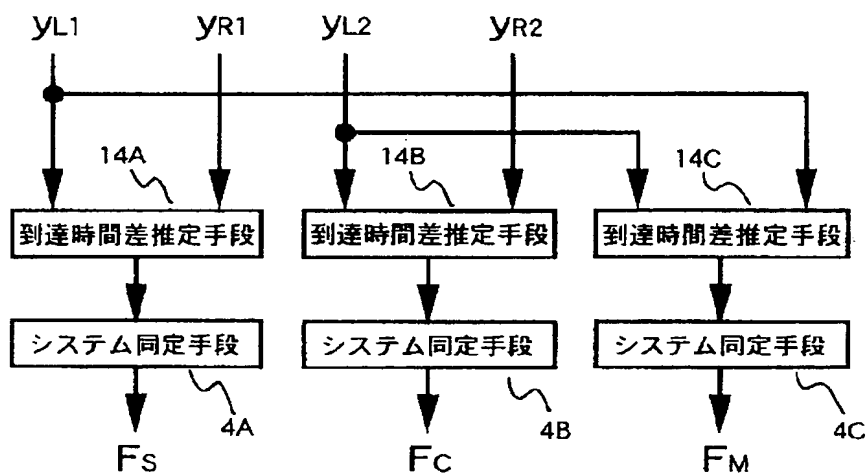 yL1 yR1 yL2 yR2
14A 14B 14C
到達時間差推定手段 到達時間差推定手段 到達時間差推定手段
システム同定手段 システム同定手段 システム同定手段
4A 4B 4C
FS FC FM